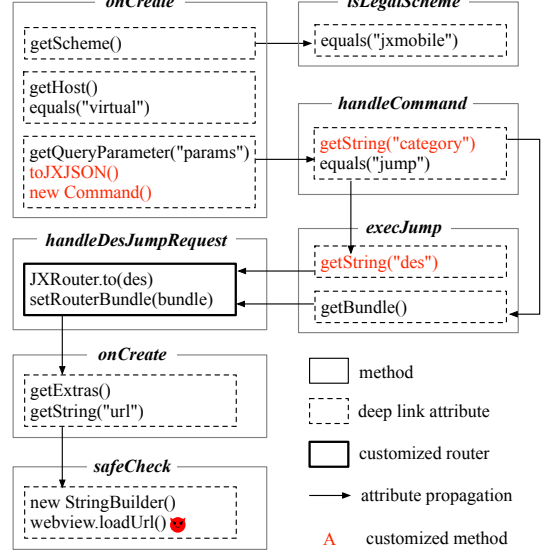 onCreate
getScheme()
getHost()
equals("virtual")
getQueryParameter("params")
toJXJSON()
new Command()
isLegalScheme
equals("jxmobile")
handleCommand
getString("category")
equals("jump")
execJump
getString("des")
getBundle()
handleDesJumpRequest
JXRouter.to(des)
setRouterBundle(bundle)
onCreate
getExtras()
getString("url")
safeCheck
new StringBuilder()
webview.loadUrl()
method
deep link attribute
customized router
attribute propagation
A customized method